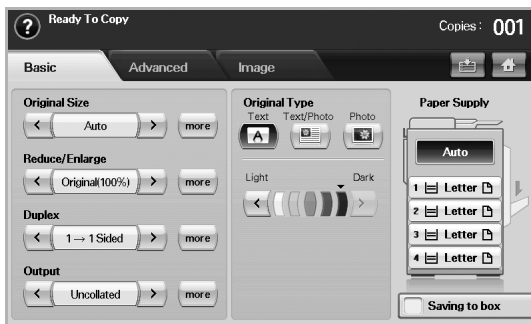 ? Ready To Copy
Copies: 001
Basic
Advanced
Image
Original Size
< Auto > more
Reduce/Enlarge
< Original(100%) > more
Duplex
< 1 → 1 Sided > more
Output
< Uncollated > more
Original Type
Text Text/Photo Photo
A
Light Dark
< >
Paper Supply
Auto
1 Letter
2 Letter
3 Letter
4 Letter
Saving to box